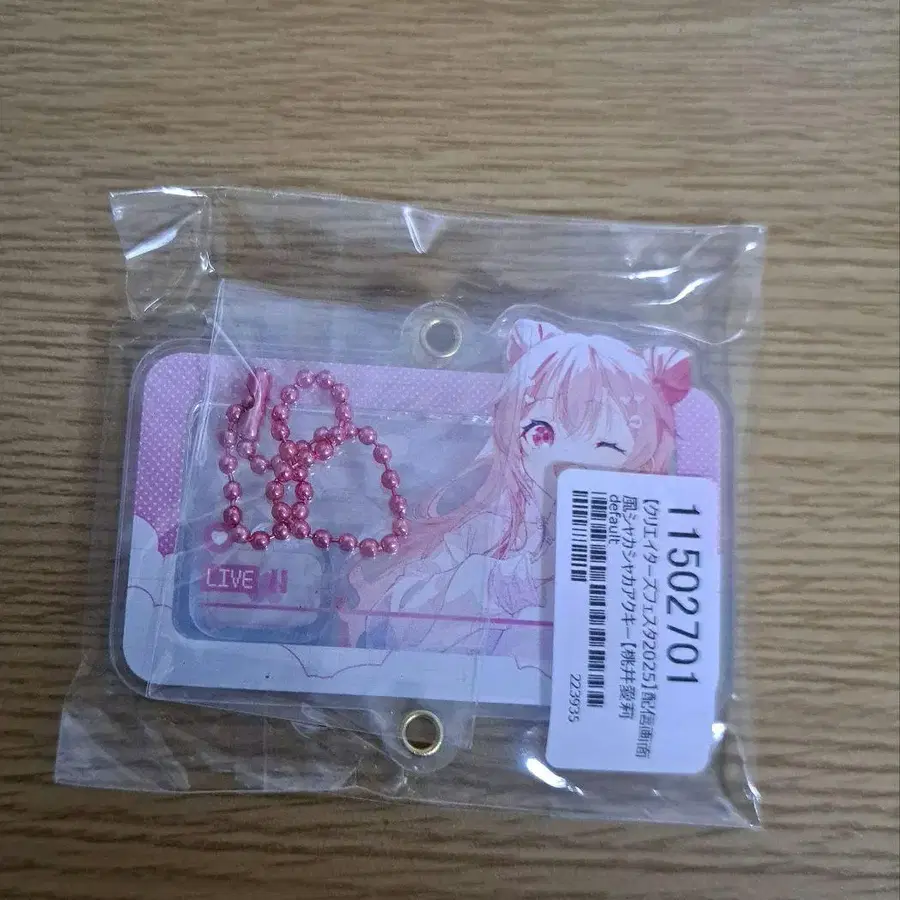 LIVE
11502701
【クリエイターズフェスタ2025】配信画面
風シャカシャカアクキー【桃井愛莉
default
223935